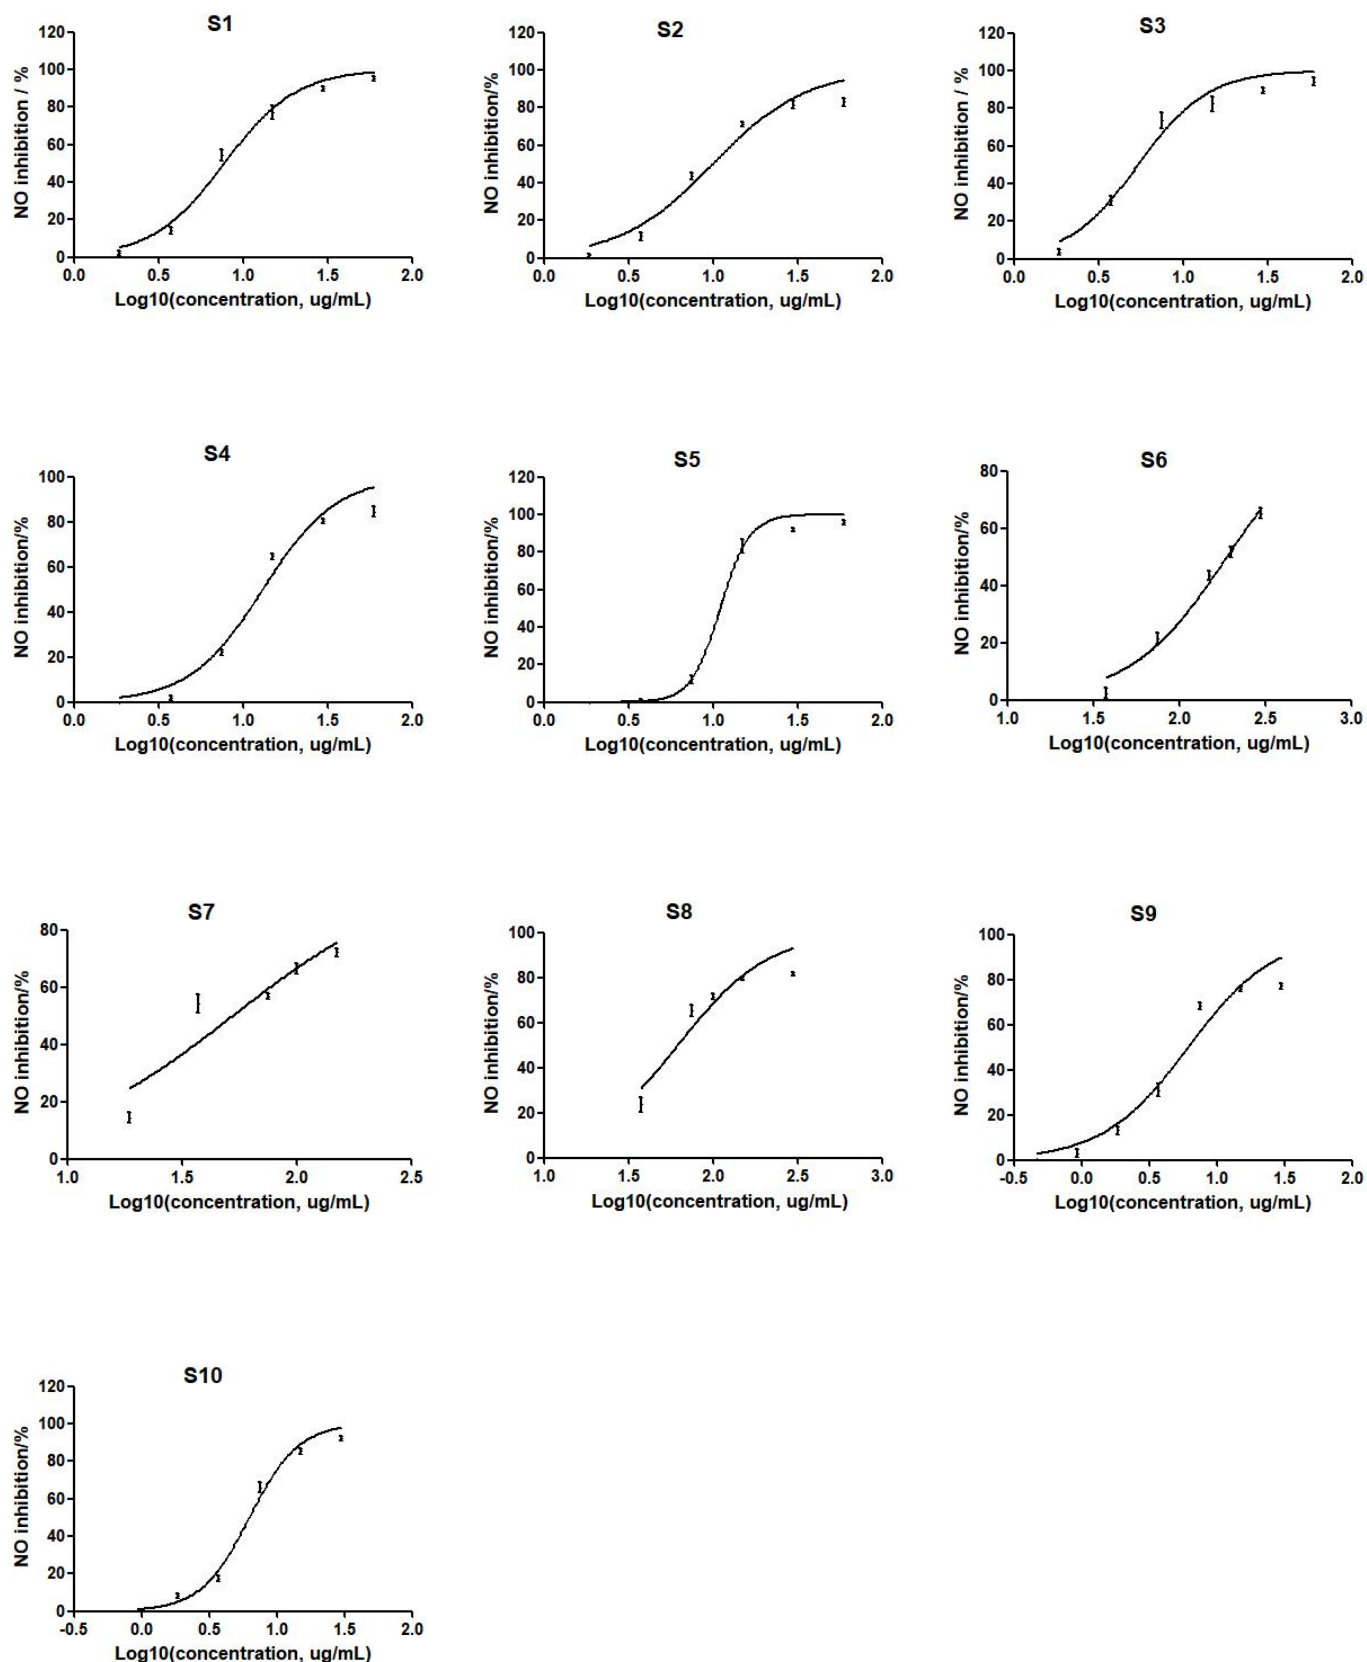 S1
S2
S3
120
100
80
60
40
20
0
NO inhibition / %
0.0 0.5 1.0 1.5 2.0
Log10(concentration, ug/mL)
120
100
80
60
40
20
0
NO inhibition/%
0.0 0.5 1.0 1.5 2.0
Log10(concentration, ug/mL)
120
100
80
60
40
20
0
NO inhibition / %
0.0 0.5 1.0 1.5 2.0
Log10(concentration, ug/mL)
S4
S5
S6
100
80
60
40
20
0
NO inhibition/%
0.0 0.5 1.0 1.5 2.0
Log10(concentration, ug/mL)
120
100
80
60
40
20
0
NO inhibition/%
0.0 0.5 1.0 1.5 2.0
Log10(concentration, ug/mL)
80
60
40
20
0
NO inhibition/%
1.0 1.5 2.0 2.5 3.0
Log10(concentration, ug/mL)
S7
S8
S9
80
60
40
20
0
NO inhibition/%
1.0 1.5 2.0 2.5
Log10(concentration, ug/mL)
100
80
60
40
20
0
NO inhibition/%
1.0 1.5 2.0 2.5 3.0
Log10(concentration, ug/mL)
100
80
60
40
20
0
NO inhibition/%
-0.5 0.0 0.5 1.0 1.5 2.0
Log10(concentration, ug/mL)
S10
120
100
80
60
40
20
0
NO inhibition/%
-0.5 0.0 0.5 1.0 1.5 2.0
Log10(concentration, ug/mL)